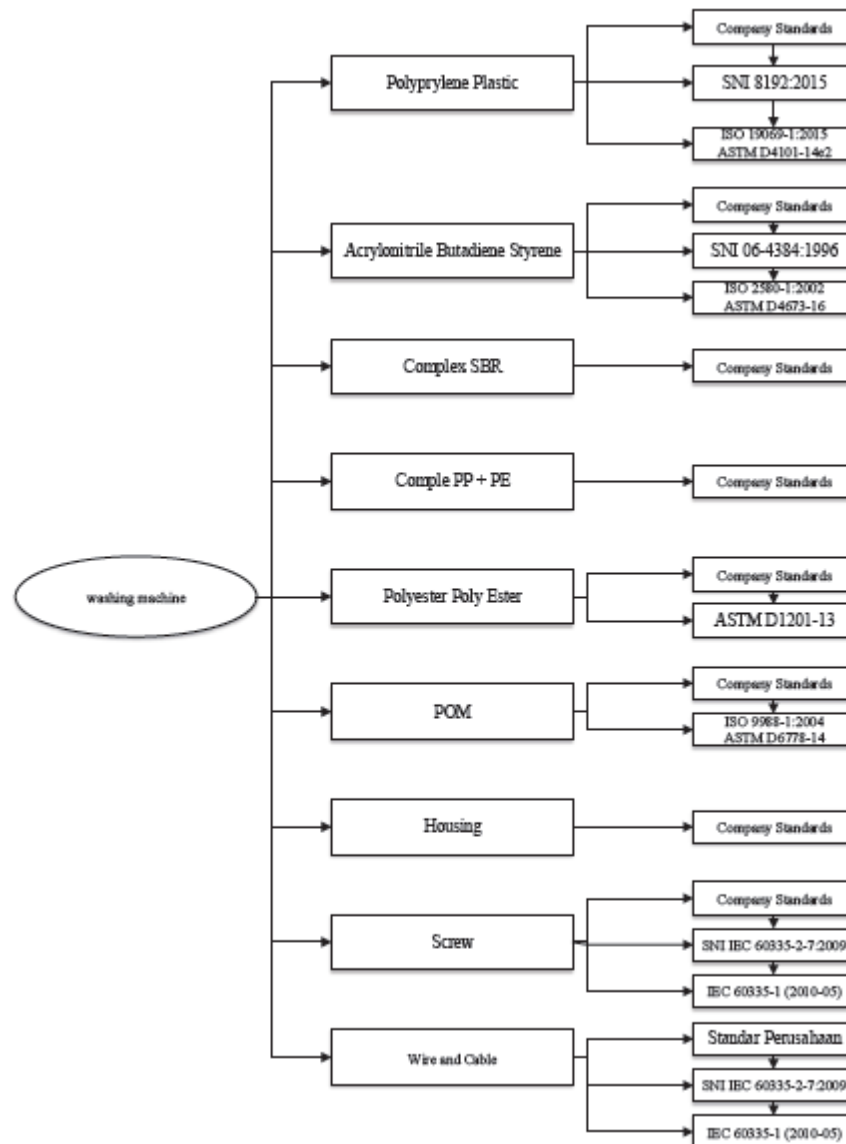 Company Standards
Polyprylene Plastic
SNI 8192:2015
ISO 19069-1:2015
ASTM D4101-14e2
Company Standards
Acrylonitrile Butadiene Styrene
SNI 06-4384:1996
ISO 2580-1:2002
ASTM D4673-16
Complex SBR
Company Standards
Comple PP + PE
Company Standards
washing machine
Polyester Poly Ester
Company Standards
ASTM D1201-13
POM
Company Standards
ISO 9988-1:2004
ASTM D6778-14
Housing
Company Standards
Screw
Company Standards
SNI IEC 60335-2-7:2009
IEC 60335-1 (2010-05)
Wire and Cable
Standar Perusahaan
SNI IEC 60335-2-7:2009
IEC 60335-1 (2010-05)